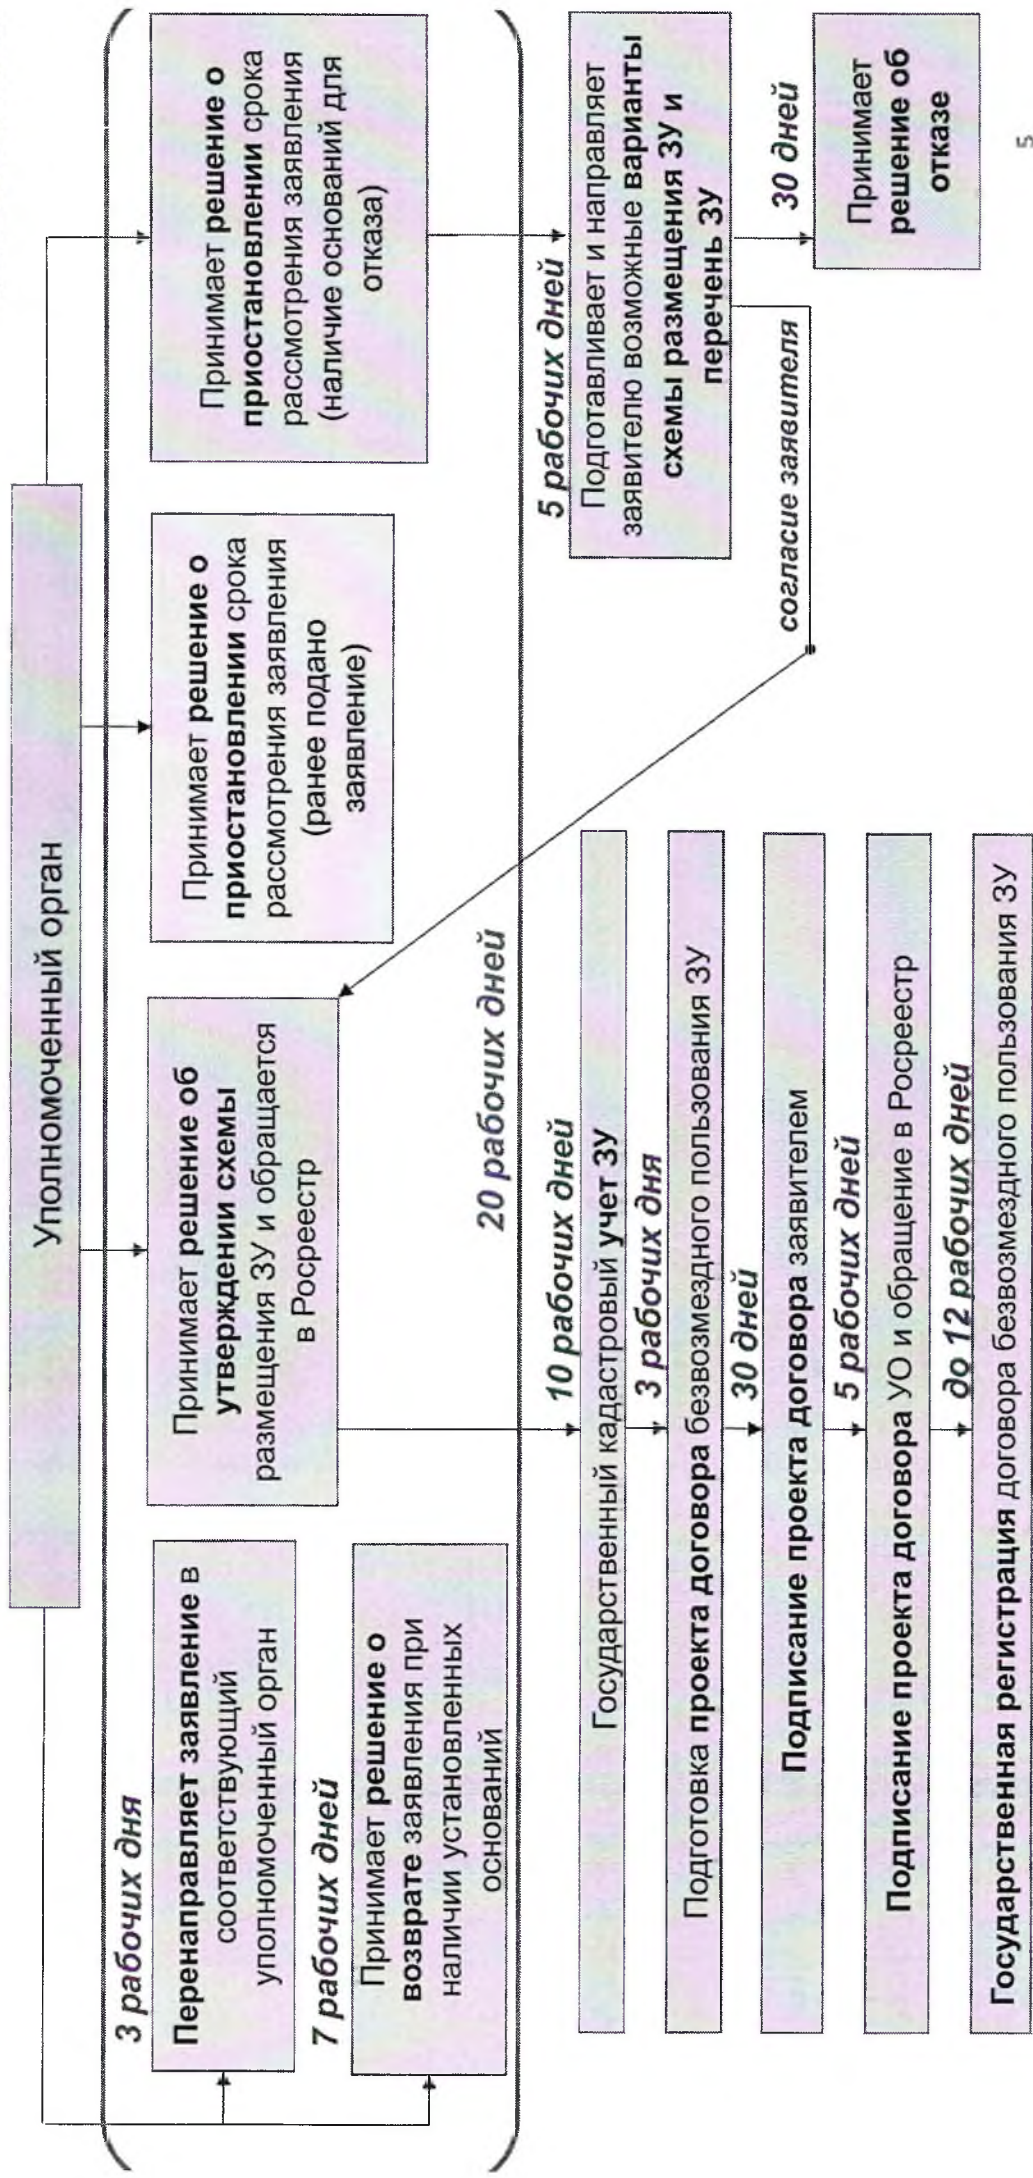 Уполномоченный орган
3 рабочих дня
Перенаправляет заявление в
соответствующий
уполномоченный орган
7 рабочих дней
Принимает решение о
возврате заявления при
наличии установленных
оснований
Принимает решение об
утверждении схемы
размещения ЗУ и обращается
в Росреестр
Принимает решение о
приостановлении срока
рассмотрения заявления
(ранее подано
заявление)
Принимает решение о
приостановлении срока
рассмотрения заявления
(наличие оснований для
отказа)
20 рабочих дней
10 рабочих дней
Государственный кадастровый учет ЗУ
3 рабочих дня
Подготовка проекта договора безвозмездного пользования ЗУ
30 дней
Подписание проекта договора заявителем
5 рабочих дней
Подписание проекта договора УО и обращение в Росреестр
до 12 рабочих дней
Государственная регистрация договора безвозмездного пользования ЗУ
5 рабочих дней
Подготавливает и направляет
заявителю возможные варианты
схемы размещения ЗУ и
перечень ЗУ
согласие заявителя
30 дней
Принимает
решение об
отказе
5